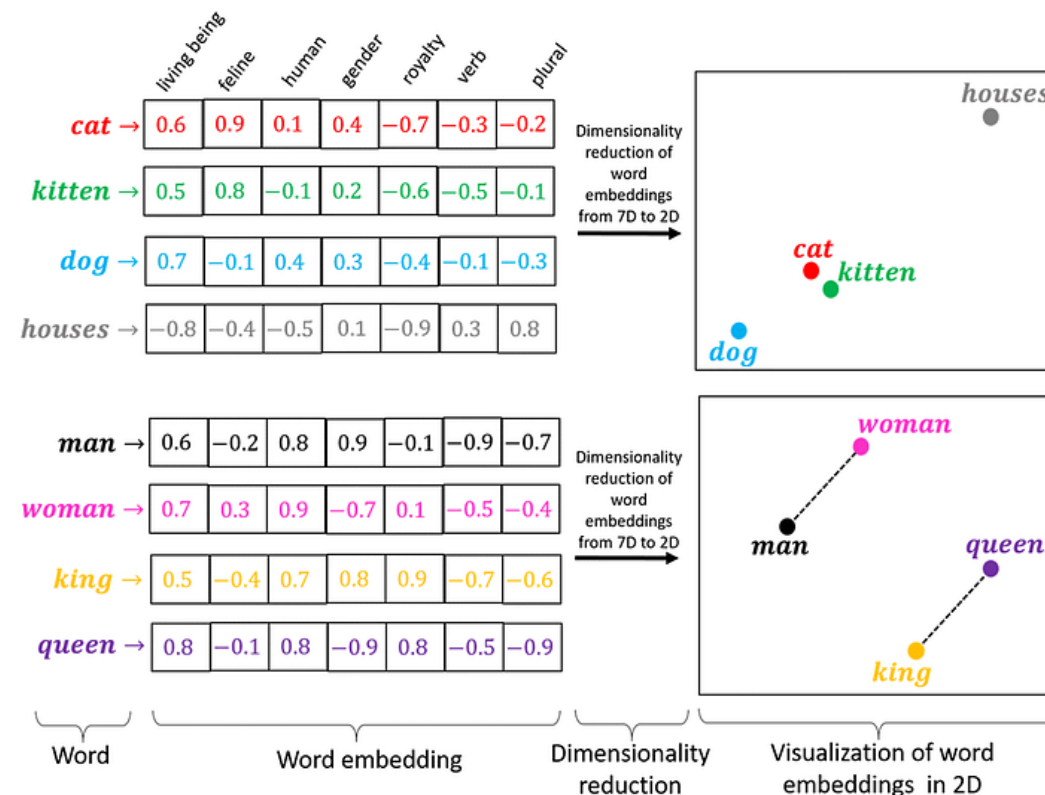 living being feline human gender royalty verb plural
cat → 0.6 0.9 0.1 0.4 −0.7 −0.3 −0.2
kitten → 0.5 0.8 −0.1 0.2 −0.6 −0.5 −0.1
dog → 0.7 −0.1 0.4 0.3 −0.4 −0.1 −0.3
houses → −0.8 −0.4 −0.5 0.1 −0.9 0.3 0.8
Dimensionality
reduction of
word
embeddings
from 7D to 2D
houses
cat
kitten
dog
man → 0.6 −0.2 0.8 0.9 −0.1 −0.9 −0.7
woman → 0.7 0.3 0.9 −0.7 0.1 −0.5 −0.4
king → 0.5 −0.4 0.7 0.8 0.9 −0.7 −0.6
queen → 0.8 −0.1 0.8 −0.9 0.8 −0.5 −0.9
Dimensionality
reduction of
word
embeddings
from 7D to 2D
woman
man
queen
king
Word
Word embedding
Dimensionality
reduction
Visualization of word
embeddings in 2D